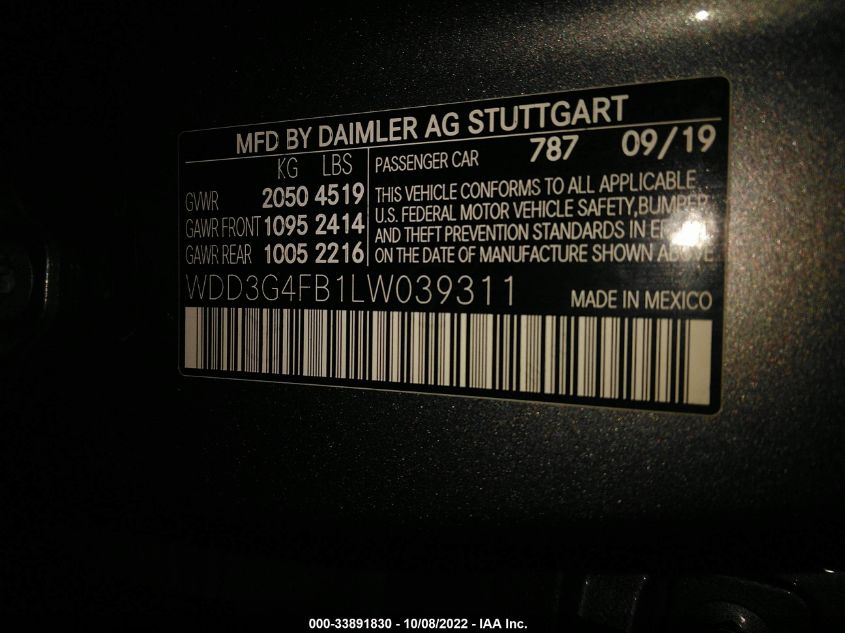 MFD BY DAIMLER AG STUTTGART
KG LBS
GVWR 2050 4519
GAWR FRONT 1095 2414
GAWR REAR 1005 2216
PASSENGER CAR 787 09/19
THIS VEHICLE CONFORMS TO ALL APPLICABLE
U.S. FEDERAL MOTOR VEHICLE SAFETY, BUMPER
AND THEFT PREVENTION STANDARDS IN
ON THE DATE OF MANUFACTURE SHOWN ABOVE
WDD3G4FB1LW039311
MADE IN MEXICO
000-33891830 - 10/08/2022 - IAA Inc.